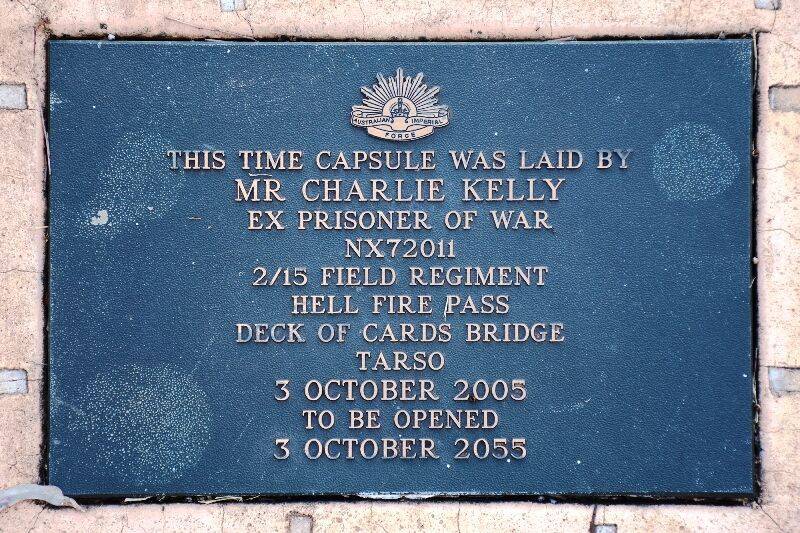 AUSTRALIAN IMPERIAL
FORCE
THIS TIME CAPSULE WAS LAID BY
MR CHARLIE KELLY
EX PRISONER OF WAR
NX72011
2/15 FIELD REGIMENT
HELL FIRE PASS
DECK OF CARDS BRIDGE
TARSO
3 OCTOBER 2005
TO BE OPENED
3 OCTOBER 2055